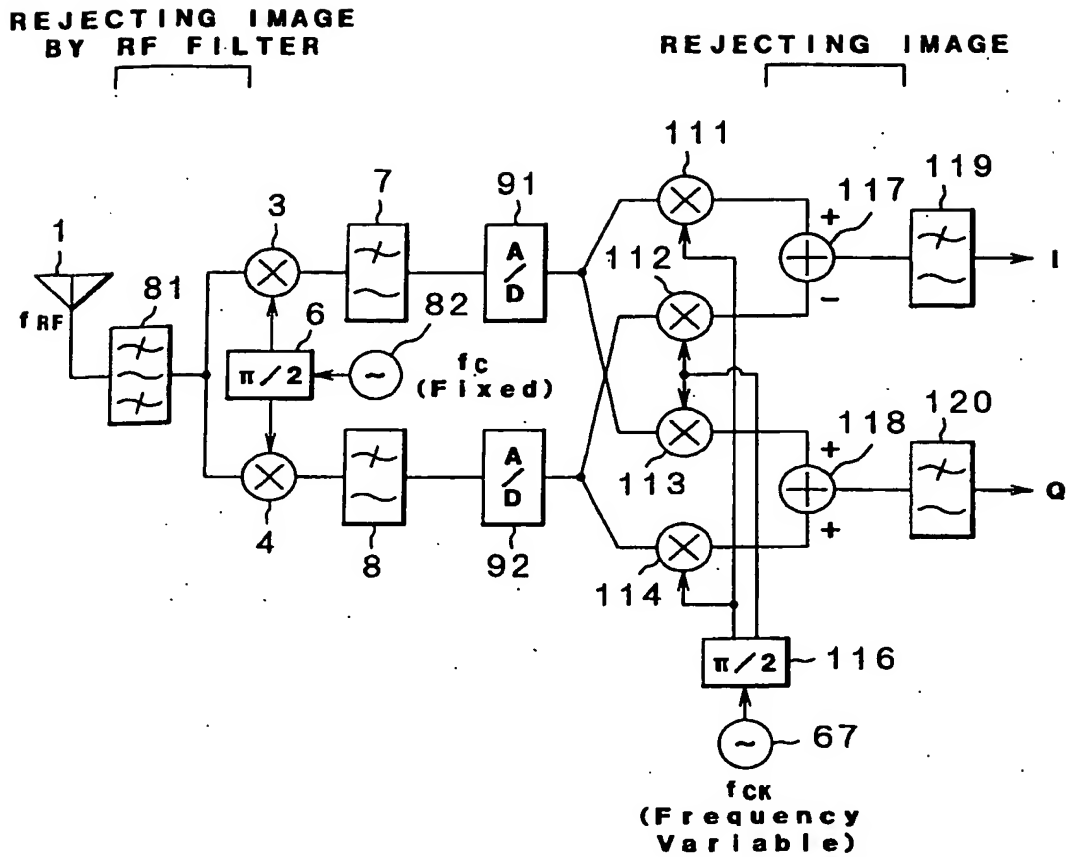 REJECTING IMAGE
BY RF FILTER
REJECTING IMAGE
111
119
7
91
117
3
1
A/D
+
112
I
81
82
−
fRF
6
π/2
~
fC
(Fixed)
120
118
A/D
+
113
Q
4
+
8
92
114
π/2
116
~
67
fCK
(Frequency
Variable)